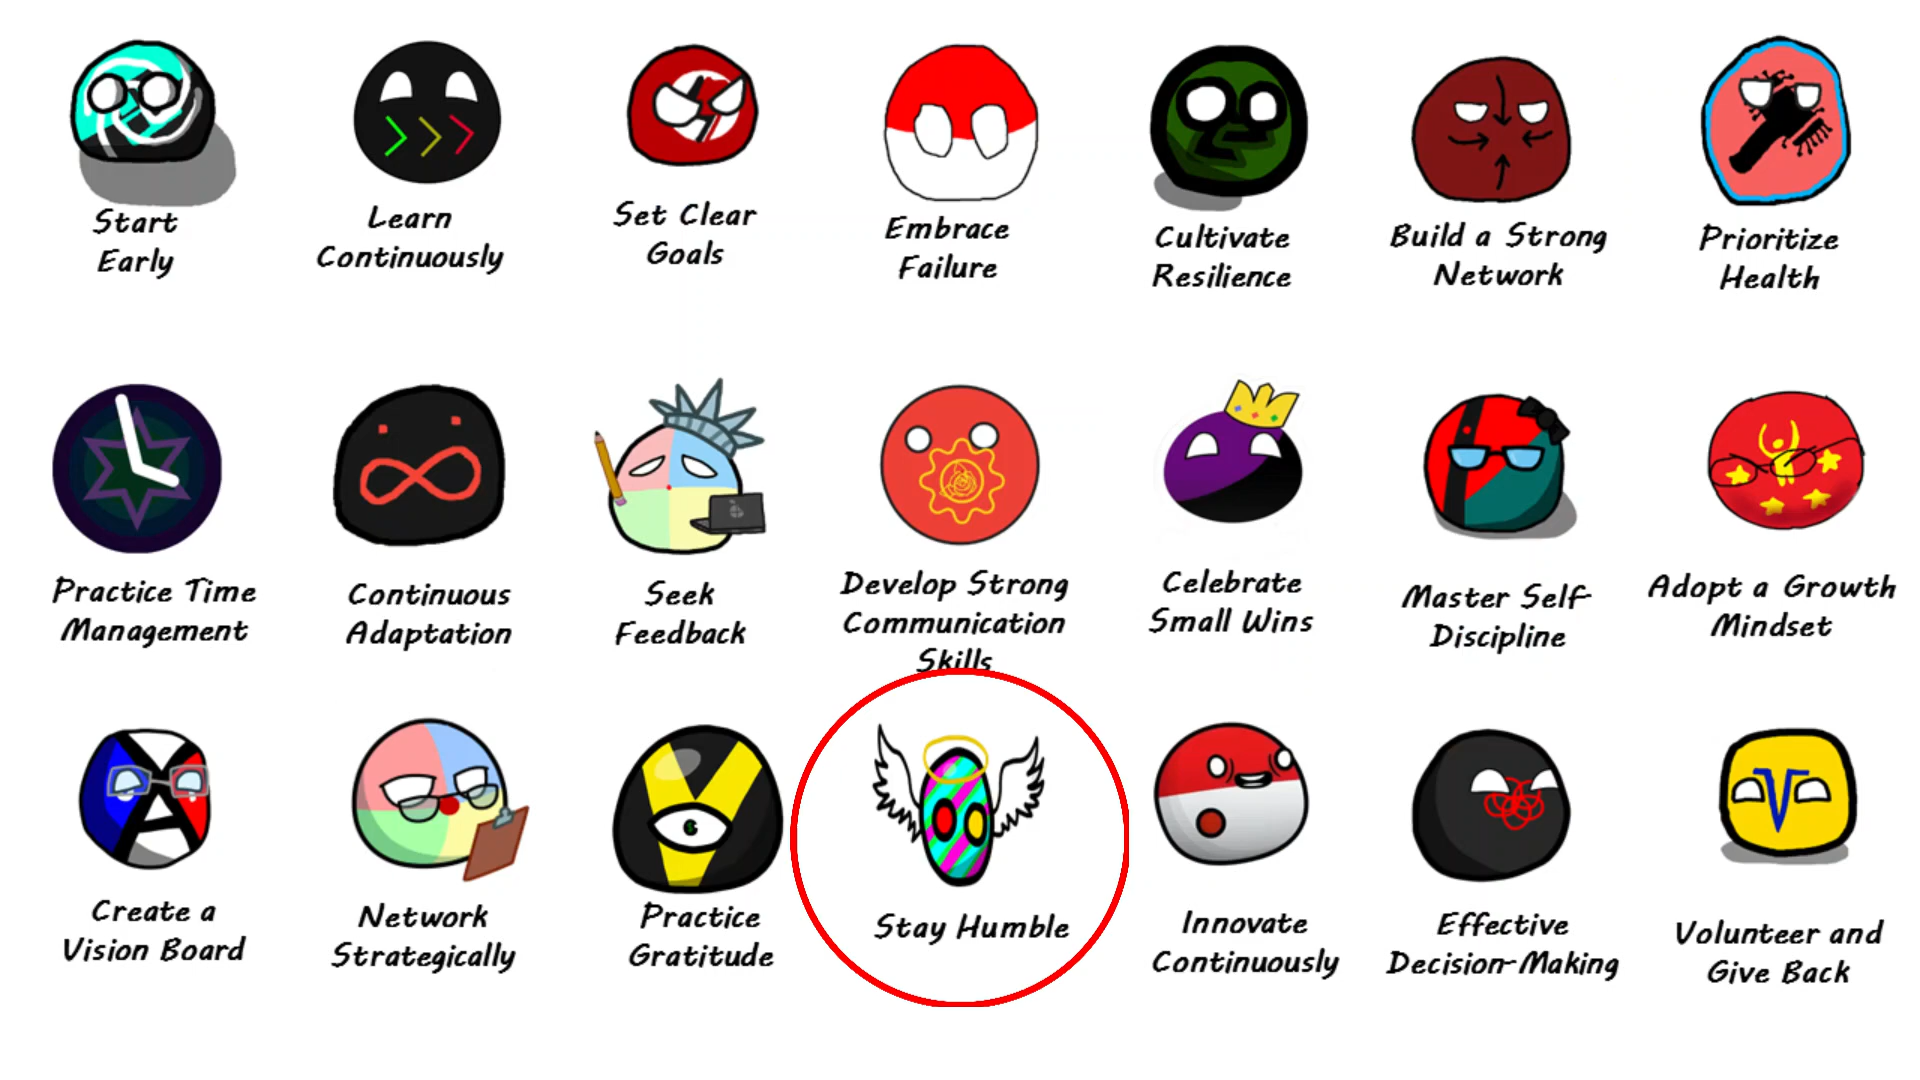 Start
Early
Learn
Continuously
Set Clear
Goals
Embrace
Failure
Cultivate
Resilience
Build a Strong
Network
Prioritize
Health
Practice Time
Management
Continuous
Adaptation
Seek
Feedback
Develop Strong
Communication
Skills
Celebrate
Small Wins
Master Self-
Discipline
Adopt a Growth
Mindset
Create a
Vision Board
Network
Strategically
Practice
Gratitude
Stay Humble
Innovate
Continuously
Effective
Decision-Making
Volunteer and
Give Back